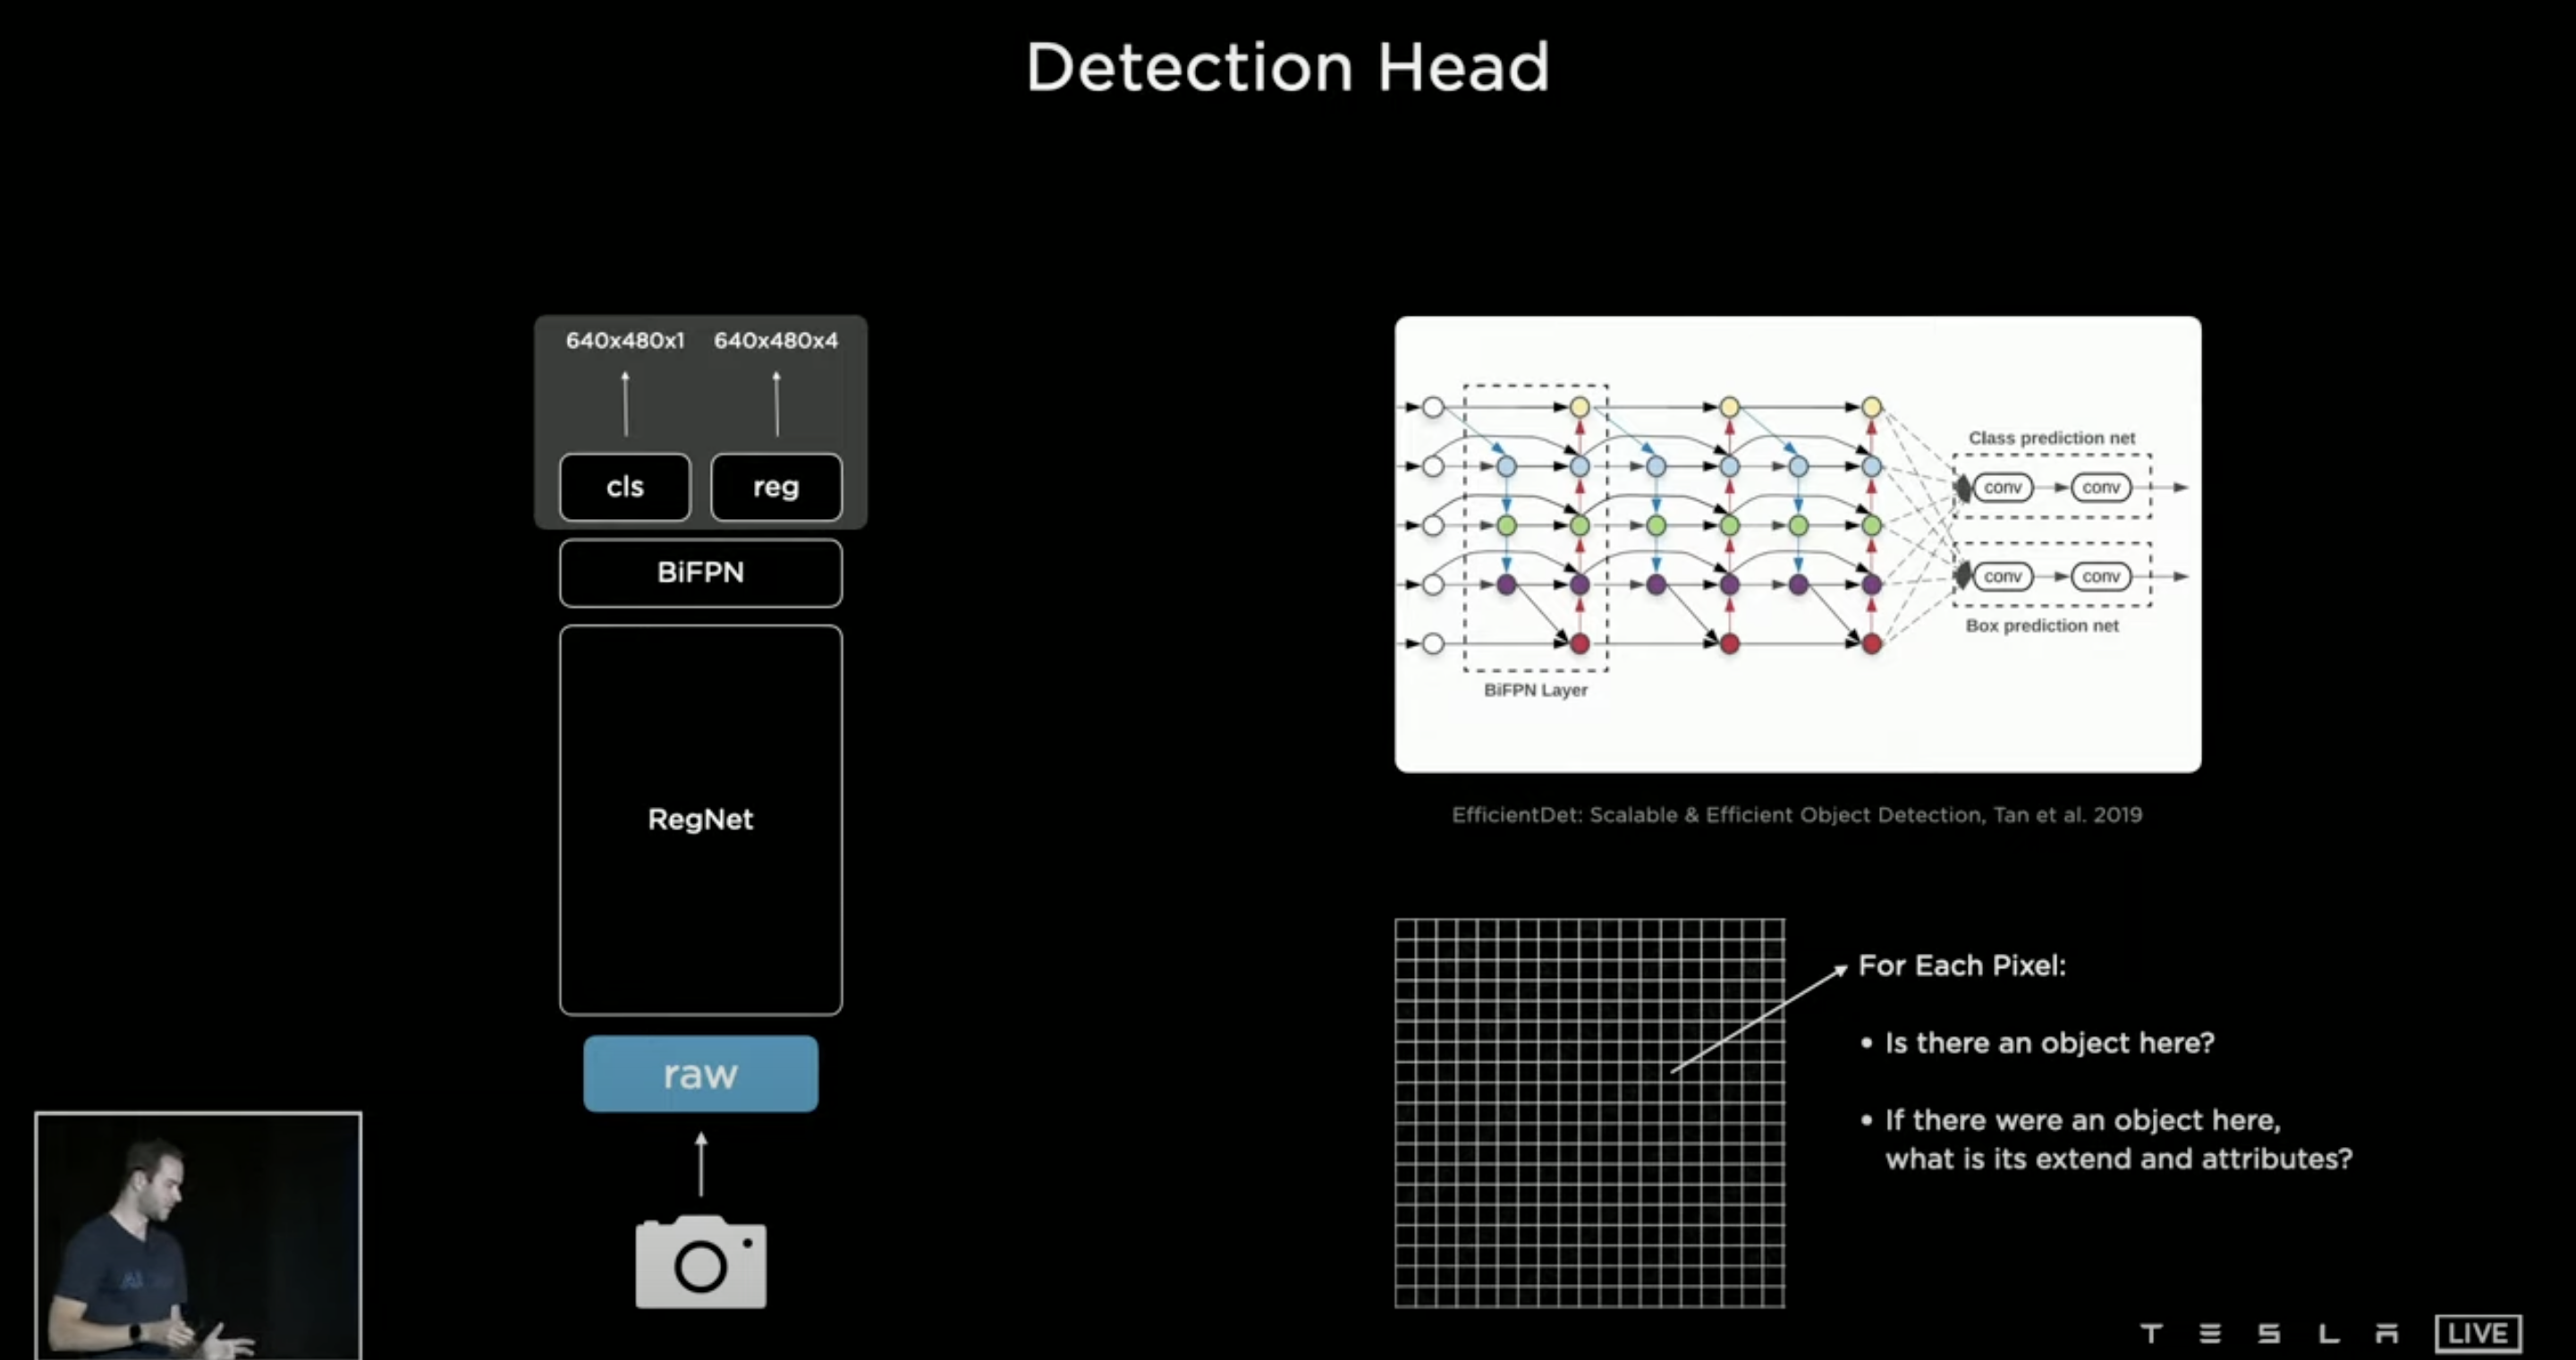 Detection Head
640x480x1 640x480x4
cls reg
BiFPN
RegNet
raw
Class prediction net
conv conv
conv conv
Box prediction net
BiFPN Layer
EfficientDet: Scalable & Efficient Object Detection, Tan et al. 2019
For Each Pixel:
• Is there an object here?
• If there were an object here,
what is its extend and attributes?
AI
TESLA LIVE